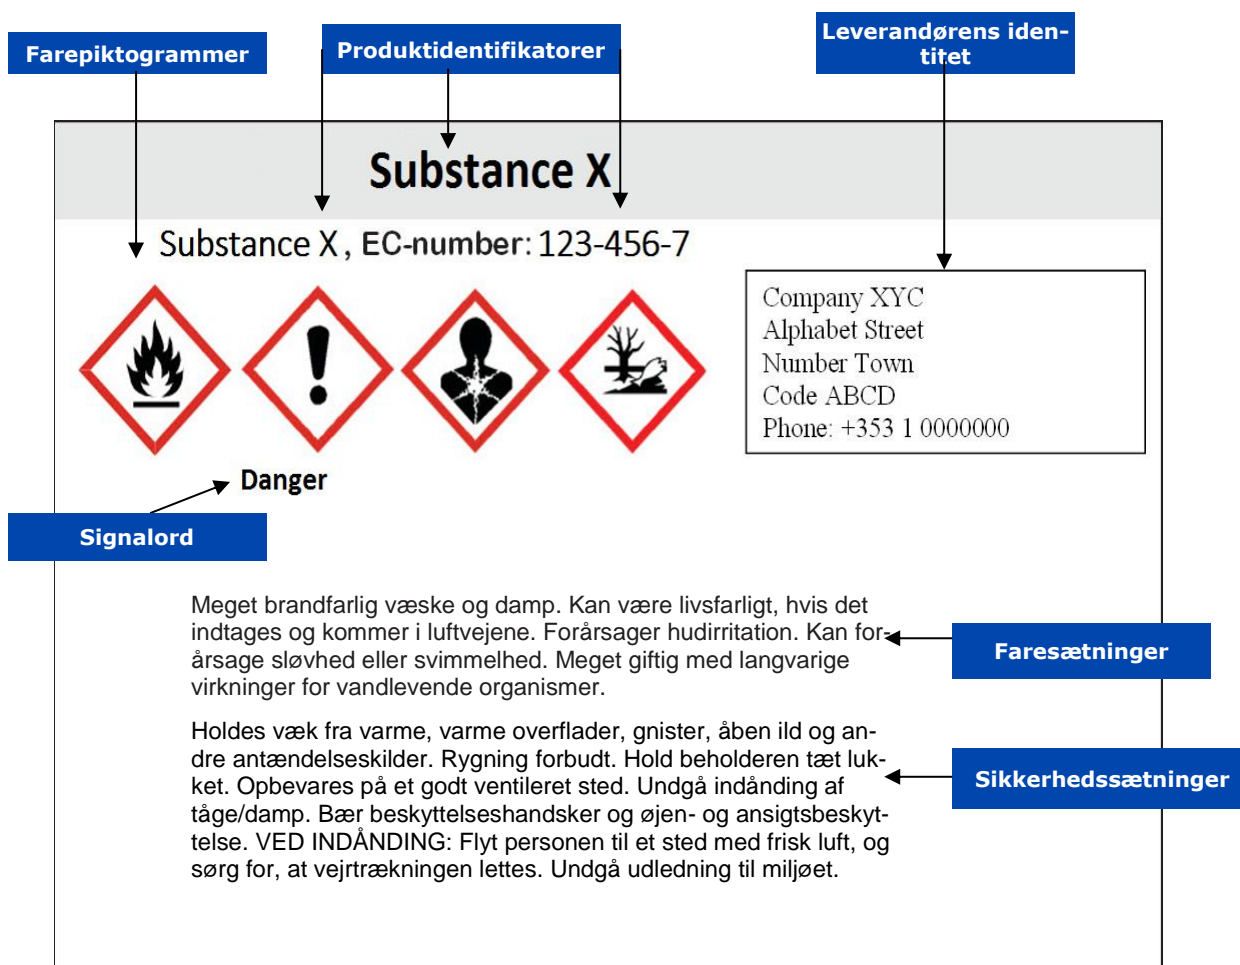 Farepiktogrammer
Produktidentifikatorer
Leverandørens iden-
titet
Substance X
Substance X, EC-number: 123-456-7
Company XYC
Alphabet Street
Number Town
Code ABCD
Phone: +353 1 0000000
Danger
Signalord
Meget brandfarlig væske og damp. Kan være livsfarligt, hvis det
indtages og kommer i luftvejene. Forårsager hudirritation. Kan for-
årsage sløvhed eller svimmelhed. Meget giftig med langvarige
virkninger for vandlevende organismer.
Faresætninger
Holdes væk fra varme, varme overflader, gnister, åben ild og an-
dre antændelseskilder. Rygning forbudt. Hold beholderen tæt luk-
ket. Opbevares på et godt ventileret sted. Undgå indånding af
tåge/damp. Bær beskyttelseshandsker og øjen- og ansigtsbeskyt-
telse. VED INDÅNDING: Flyt personen til et sted med frisk luft, og
sørg for, at vejrtrækningen lettes. Undgå udledning til miljøet.
Sikkerhedssætninger